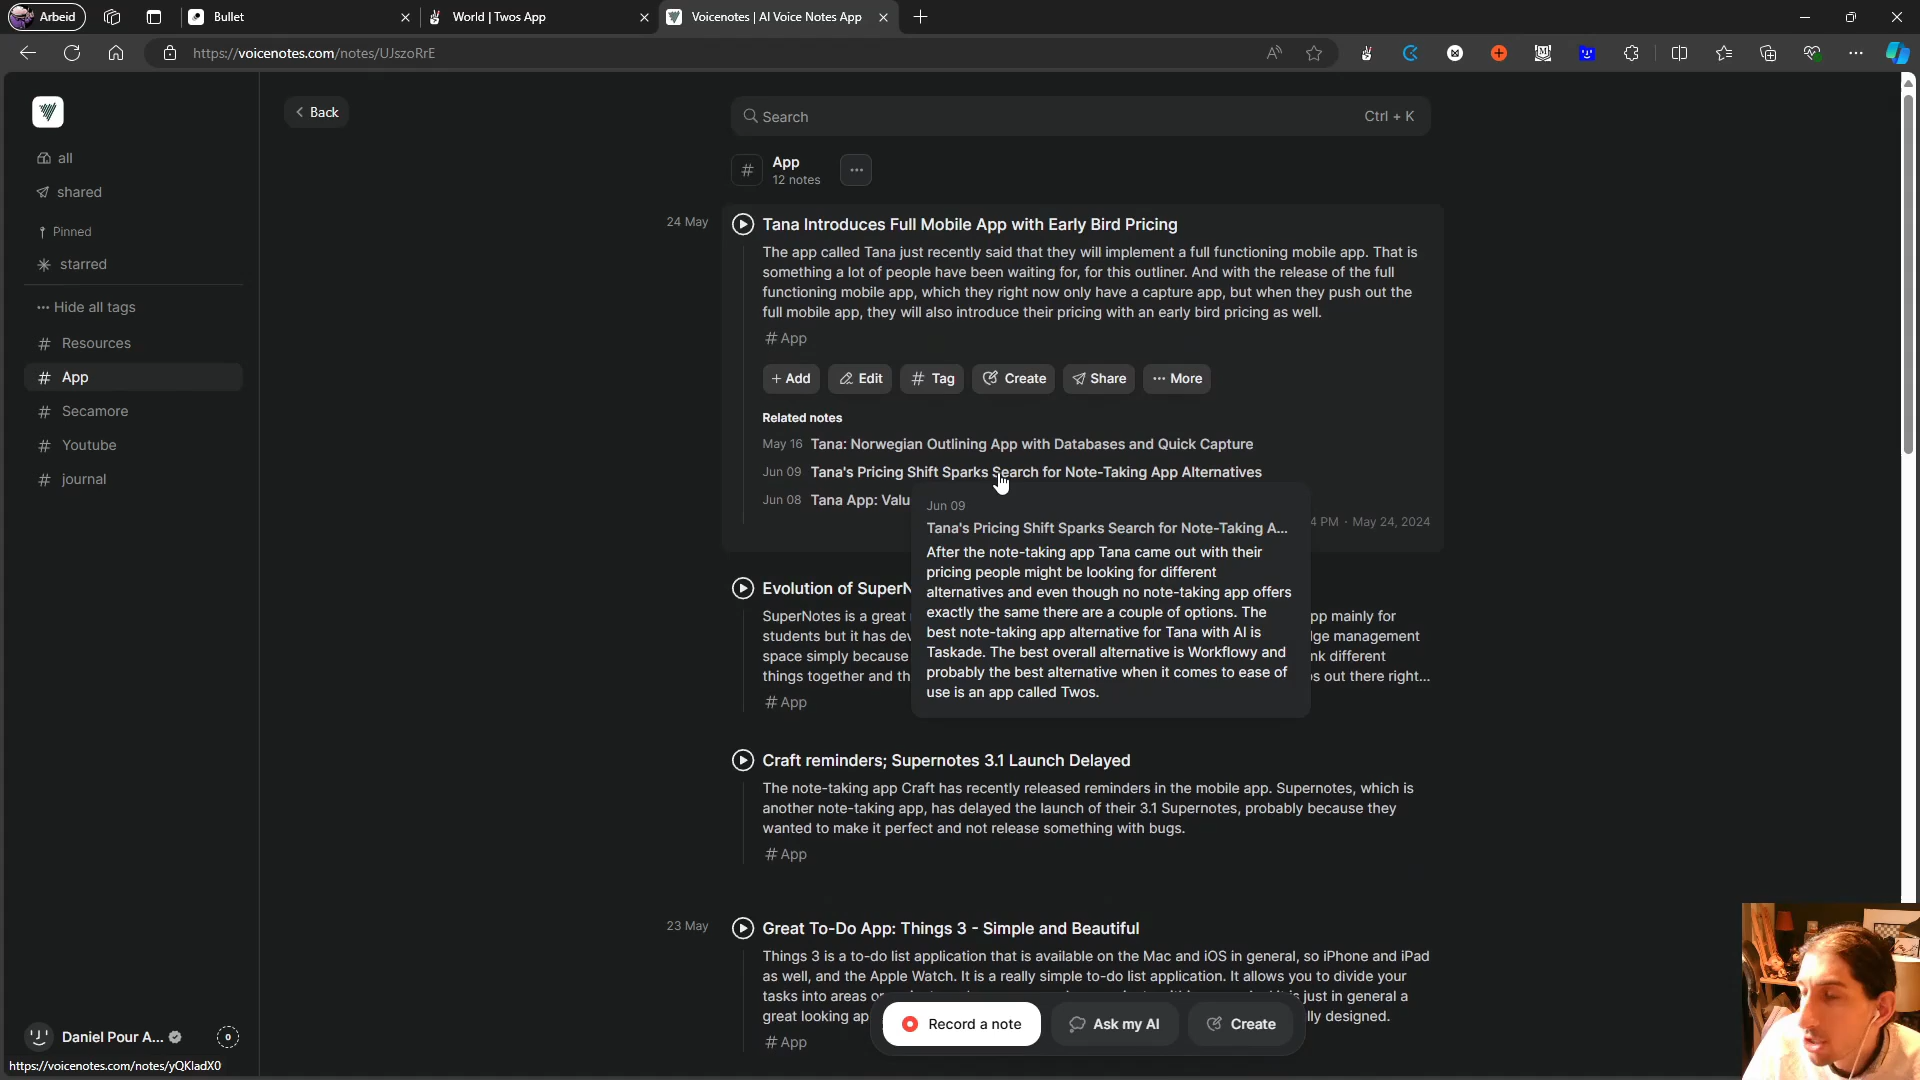 Arbeid
Bullet
World | Twos App
Voicenotes | AI Voice Notes App
https://voicenotes.com/notes/UJszoRrE
all
shared
Pinned
starred
Hide all tags
# Resources
# App
# Secamore
# Youtube
# journal
Daniel Pour A...
0
https://voicenotes.com/notes/yQKladX0
Back
Search
Ctrl + K
#
App
12 notes
24 May
Tana Introduces Full Mobile App with Early Bird Pricing
The app called Tana just recently said that they will implement a full functioning mobile app. That is
something a lot of people have been waiting for, for this outliner. And with the release of the full
functioning mobile app, which they right now only have a capture app, but when they push out the
full mobile app, they will also introduce their pricing with an early bird pricing as well.
# App
+ Add
Edit
# Tag
Create
Share
More
Related notes
May 16 Tana: Norwegian Outlining App with Databases and Quick Capture
Jun 09 Tana's Pricing Shift Sparks Search for Note-Taking App Alternatives
Jun 08 Tana App: Valu
4 PM · May 24, 2024
Jun 09
Tana's Pricing Shift Sparks Search for Note-Taking A...
After the note-taking app Tana came out with their
pricing people might be looking for different
alternatives and even though no note-taking app offers
exactly the same there are a couple of options. The
best note-taking app alternative for Tana with AI is
Taskade. The best overall alternative is Workflowy and
probably the best alternative when it comes to ease of
use is an app called Twos.
Evolution of SuperN
SuperNotes is a great pp mainly for
students but it has dev lge management
space simply because nk different
things together and th s out there right...
# App
Craft reminders; Supernotes 3.1 Launch Delayed
The note-taking app Craft has recently released reminders in the mobile app. Supernotes, which is
another note-taking app, has delayed the launch of their 3.1 Supernotes, probably because they
wanted to make it perfect and not release something with bugs.
# App
23 May
Great To-Do App: Things 3 - Simple and Beautiful
Things 3 is a to-do list application that is available on the Mac and iOS in general, so iPhone and iPad
as well, and the Apple Watch. It is a really simple to-do list application. It allows you to divide your
tasks into areas or is just in general a
great looking ap lly designed.
# App
Record a note
Ask my AI
Create